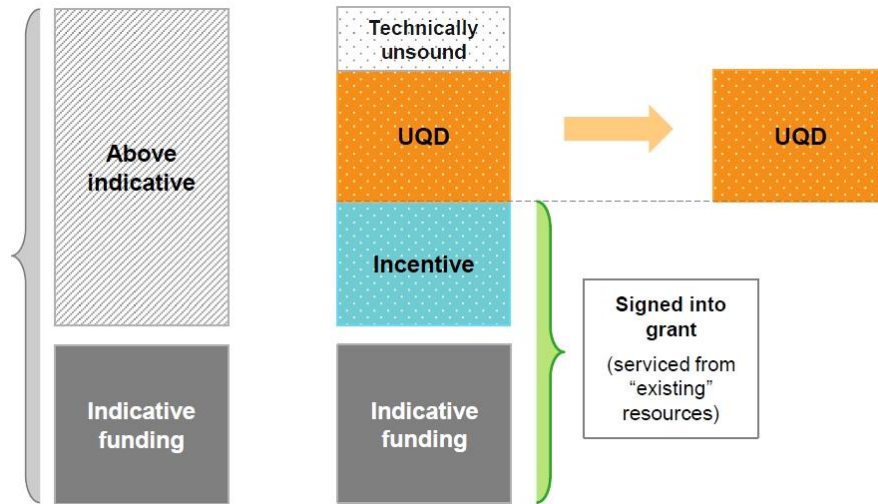 Above
indicative
Indicative
funding
Technically
unsound
UQD
Incentive
Indicative
funding
UQD
Signed into
grant
(serviced from
“existing”
resources)